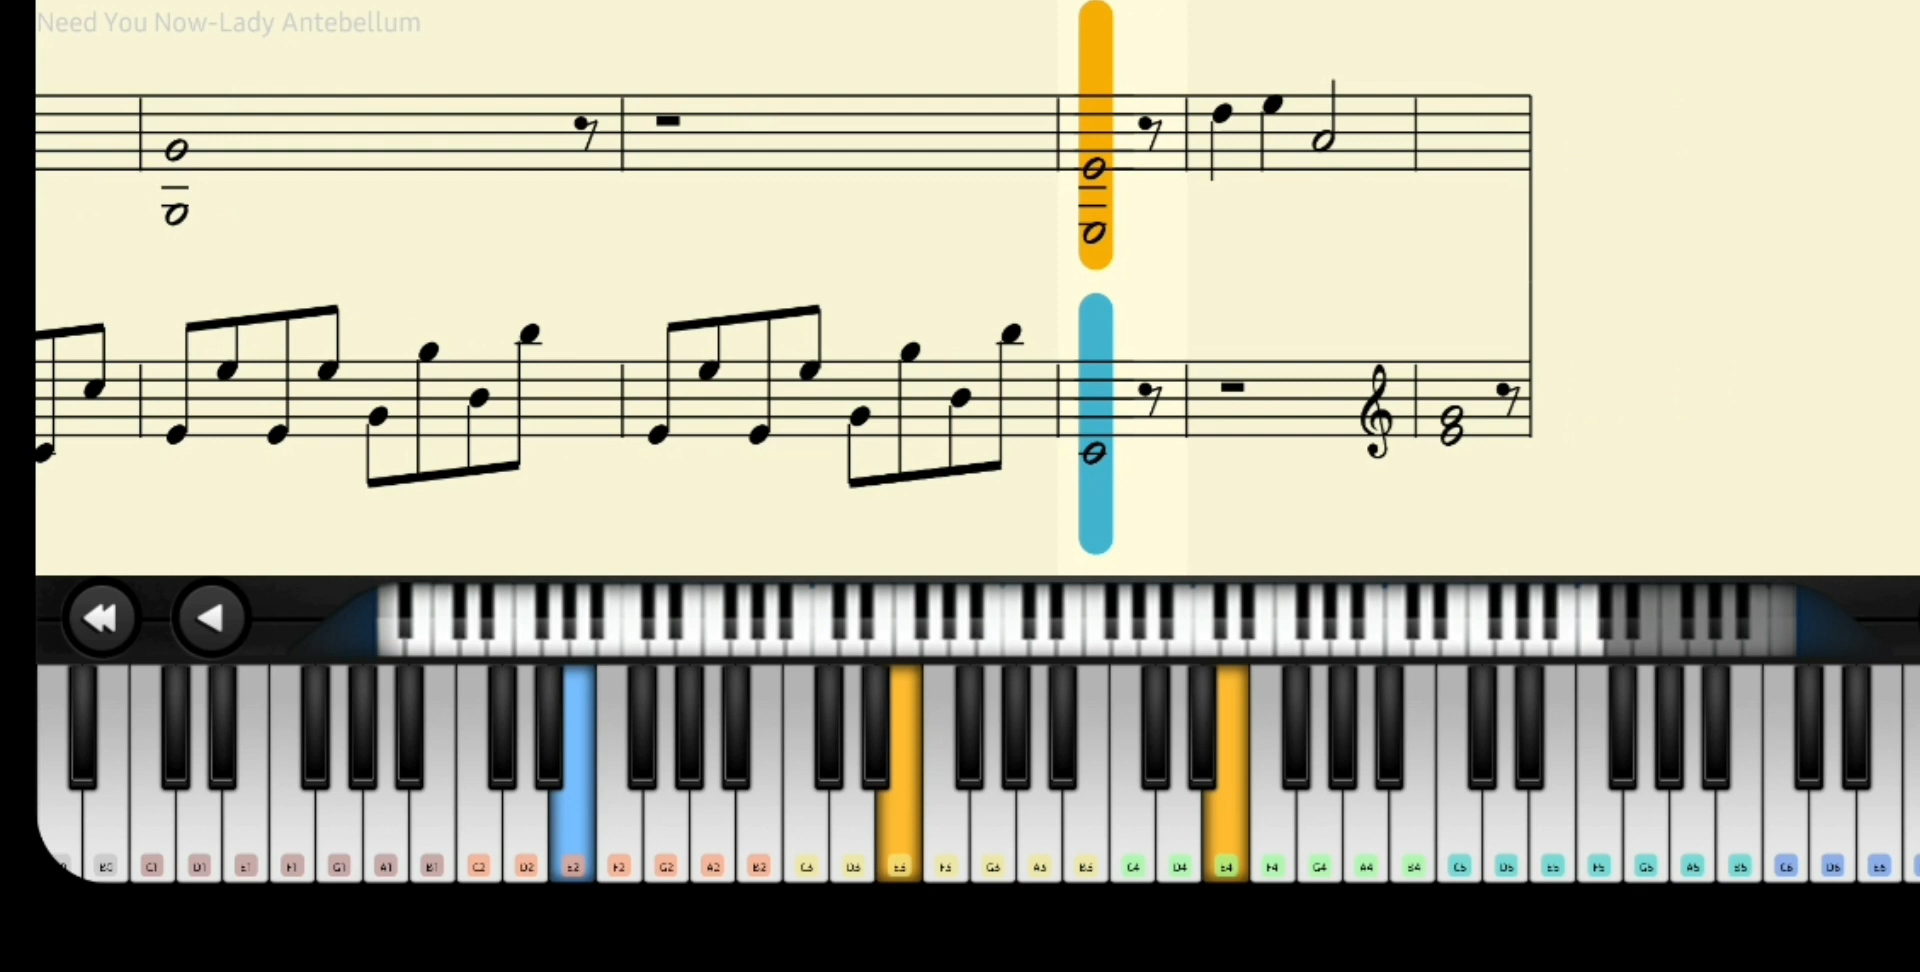 Need You Now-Lady Antebellum
B0 C1 D1 E1 F1 G1 A1 B1 C2 D2 E2 F2 G2 A2 B2 C3 D3 E3 F3 G3 A3 B3 C4 D4 E4 F4 G4 A4 B4 C5 D5 E5 F5 G5 A5 B5 C6 D6 E6